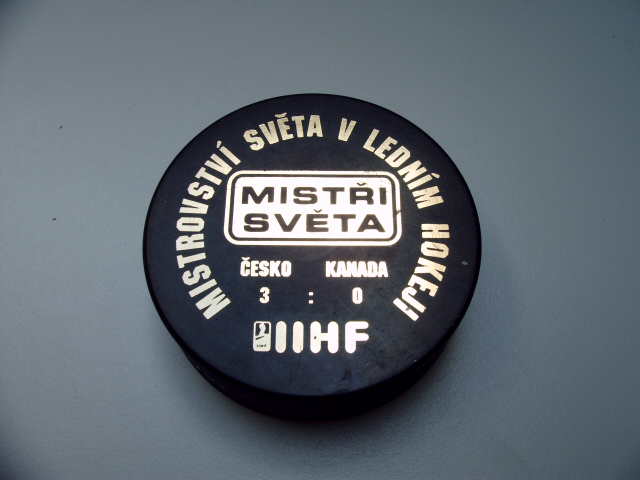 MISTROVSTVÍ SVĚTA V LEDNÍM HOKEJI
MISTŘI
SVĚTA
ČESKO KANADA
3 : 0
IIHF